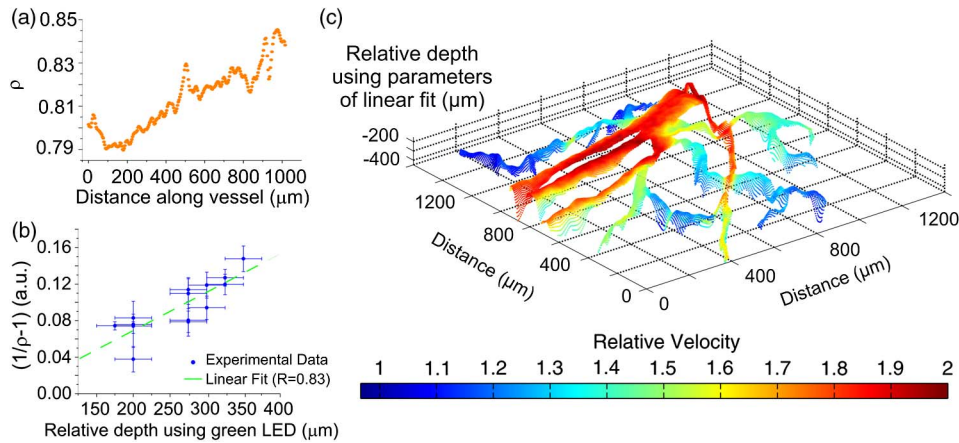 (a)
0.85
0.83
0.81
0.79
ρ
0 200 400 600 800 1000
Distance along vessel (µm)
(b)
0.16
0.12
0.08
0.04
0.00
(1/ρ-1) (a.u.)
Experimental Data
Linear Fit (R=0.83)
150 200 250 300 350 400
Relative depth using green LED (µm)
(c)
Relative depth
using parameters
of linear fit (µm)
-200
-400
1200
800
400
0
Distance (µm)
0
400
800
1200
Distance (µm)
Relative Velocity
1 1.1 1.2 1.3 1.4 1.5 1.6 1.7 1.8 1.9 2